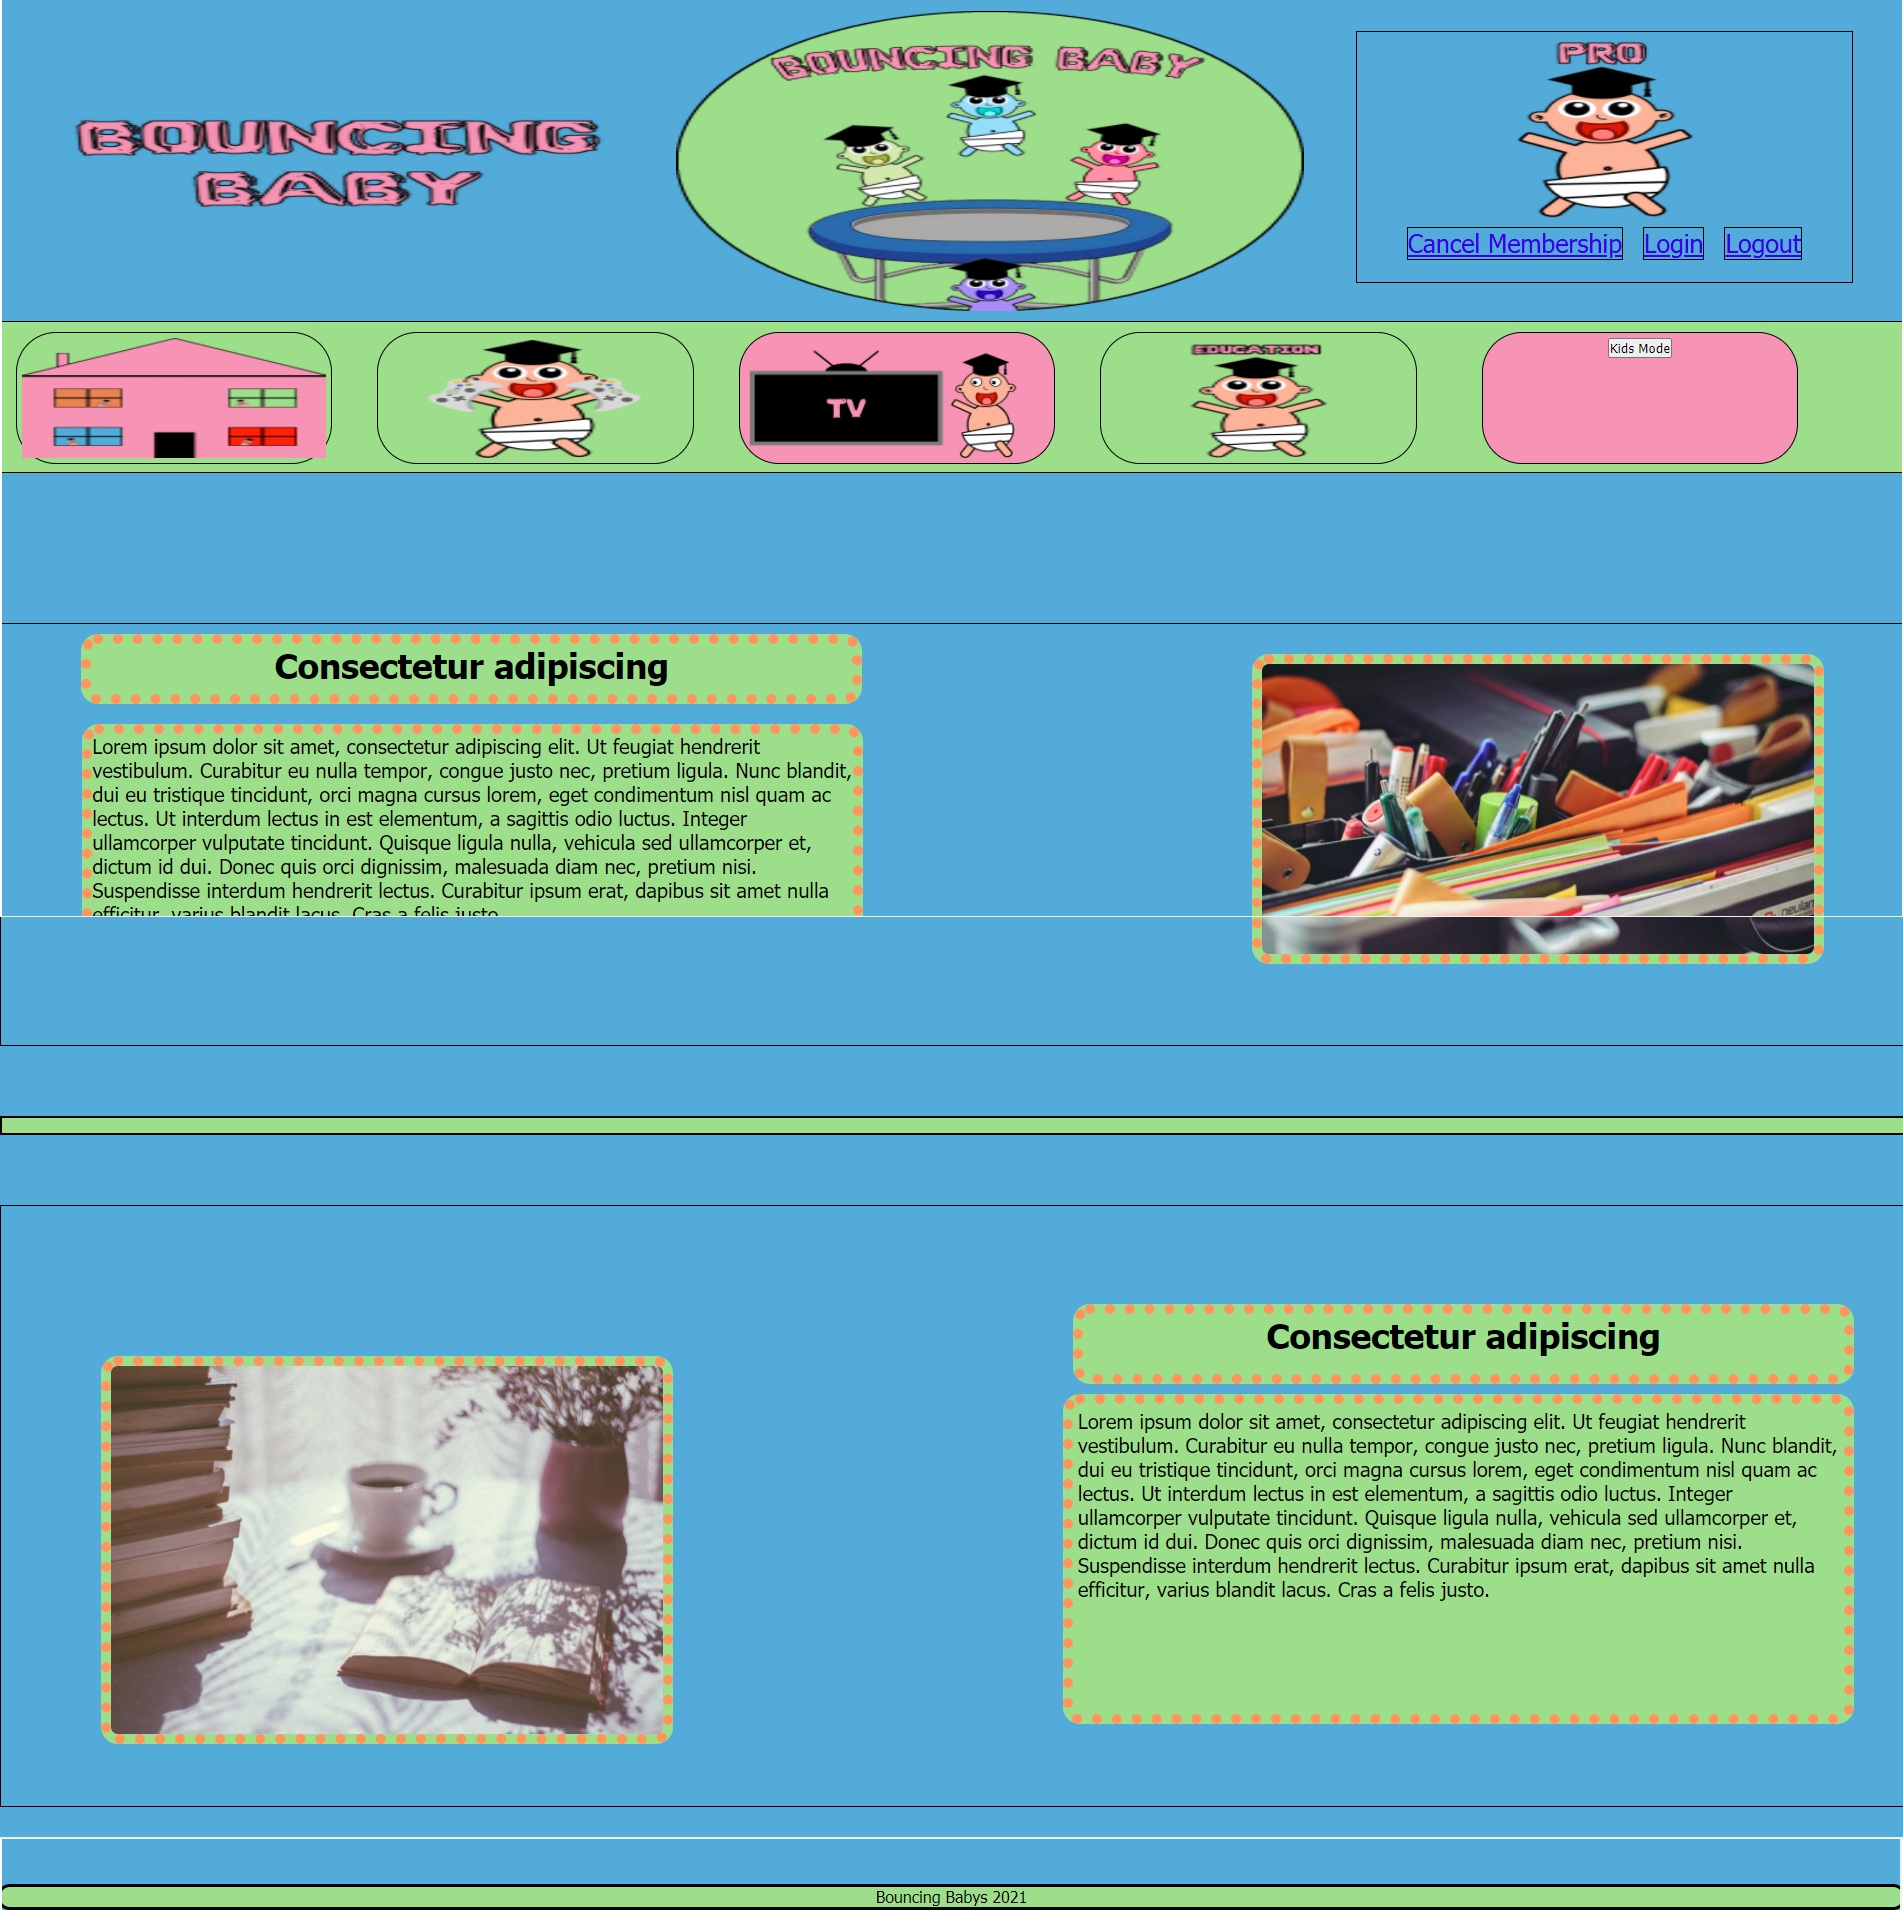 BOUNCING
BABY
BOUNCING BABY
PRO
Cancel Membership Login Logout
TV
EDUCATION
Kids Mode
Consectetur adipiscing
Lorem ipsum dolor sit amet, consectetur adipiscing elit. Ut feugiat hendrerit
vestibulum. Curabitur eu nulla tempor, congue justo nec, pretium ligula. Nunc blandit,
dui eu tristique tincidunt, orci magna cursus lorem, eget condimentum nisl quam ac
lectus. Ut interdum lectus in est elementum, a sagittis odio luctus. Integer
ullamcorper vulputate tincidunt. Quisque ligula nulla, vehicula sed ullamcorper et,
dictum id dui. Donec quis orci dignissim, malesuada diam nec, pretium nisi.
Suspendisse interdum hendrerit lectus. Curabitur ipsum erat, dapibus sit amet nulla
efficitur, varius blandit lacus. Cras a felis justo.
Consectetur adipiscing
Lorem ipsum dolor sit amet, consectetur adipiscing elit. Ut feugiat hendrerit
vestibulum. Curabitur eu nulla tempor, congue justo nec, pretium ligula. Nunc blandit,
dui eu tristique tincidunt, orci magna cursus lorem, eget condimentum nisl quam ac
lectus. Ut interdum lectus in est elementum, a sagittis odio luctus. Integer
ullamcorper vulputate tincidunt. Quisque ligula nulla, vehicula sed ullamcorper et,
dictum id dui. Donec quis orci dignissim, malesuada diam nec, pretium nisi.
Suspendisse interdum hendrerit lectus. Curabitur ipsum erat, dapibus sit amet nulla
efficitur, varius blandit lacus. Cras a felis justo.
Bouncing Babys 2021